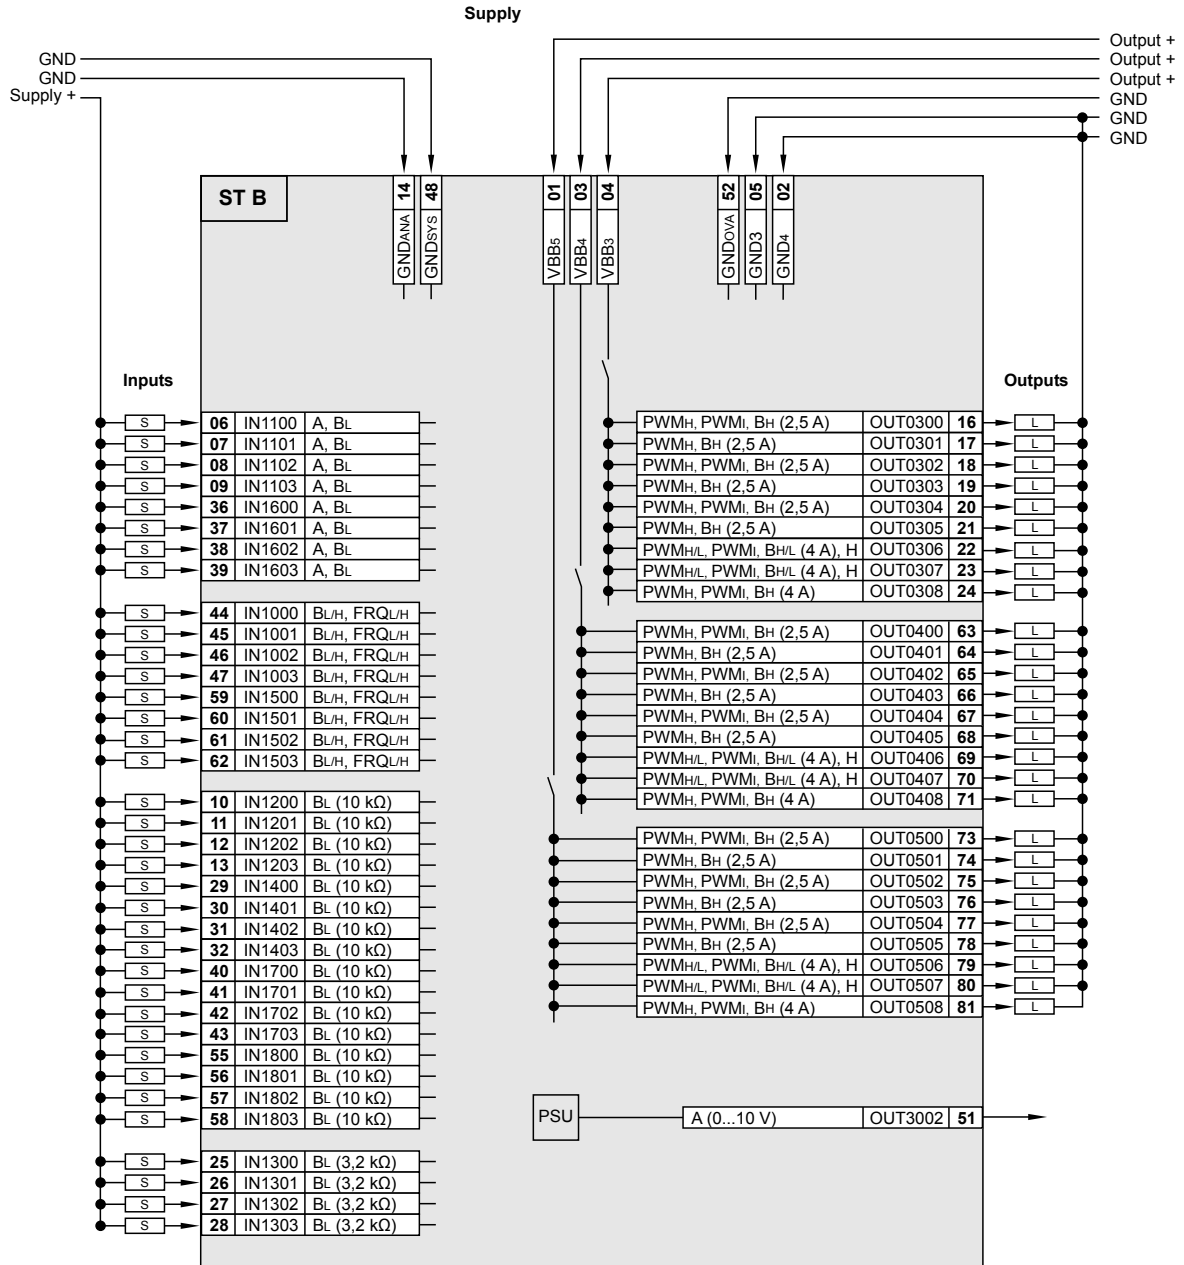 Supply
Output +
GND
Output +
GND
Output +
Supply +
GND
GND
GND
ST B
14 GNDANA
48 GNDSYS
01 VBB5
03 VBB4
04 VBB3
52 GNDOVA
05 GND3
02 GND4
Inputs
Outputs
S 06 IN1100 A, BL
S 07 IN1101 A, BL
S 08 IN1102 A, BL
S 09 IN1103 A, BL
S 36 IN1600 A, BL
S 37 IN1601 A, BL
S 38 IN1602 A, BL
S 39 IN1603 A, BL
S 44 IN1000 BL/H, FRQL/H
S 45 IN1001 BL/H, FRQL/H
S 46 IN1002 BL/H, FRQL/H
S 47 IN1003 BL/H, FRQL/H
S 59 IN1500 BL/H, FRQL/H
S 60 IN1501 BL/H, FRQL/H
S 61 IN1502 BL/H, FRQL/H
S 62 IN1503 BL/H, FRQL/H
S 10 IN1200 BL (10 kΩ)
S 11 IN1201 BL (10 kΩ)
S 12 IN1202 BL (10 kΩ)
S 13 IN1203 BL (10 kΩ)
S 29 IN1400 BL (10 kΩ)
S 30 IN1401 BL (10 kΩ)
S 31 IN1402 BL (10 kΩ)
S 32 IN1403 BL (10 kΩ)
S 40 IN1700 BL (10 kΩ)
S 41 IN1701 BL (10 kΩ)
S 42 IN1702 BL (10 kΩ)
S 43 IN1703 BL (10 kΩ)
S 55 IN1800 BL (10 kΩ)
S 56 IN1801 BL (10 kΩ)
S 57 IN1802 BL (10 kΩ)
S 58 IN1803 BL (10 kΩ)
S 25 IN1300 BL (3,2 kΩ)
S 26 IN1301 BL (3,2 kΩ)
S 27 IN1302 BL (3,2 kΩ)
S 28 IN1303 BL (3,2 kΩ)
PWMH, PWMI, BH (2,5 A) OUT0300 16 L
PWMH, BH (2,5 A) OUT0301 17 L
PWMH, PWMI, BH (2,5 A) OUT0302 18 L
PWMH, BH (2,5 A) OUT0303 19 L
PWMH, PWMI, BH (2,5 A) OUT0304 20 L
PWMH, BH (2,5 A) OUT0305 21 L
PWMH/L, PWMI, BH/L (4 A), H OUT0306 22 L
PWMH/L, PWMI, BH/L (4 A), H OUT0307 23 L
PWMH, PWMI, BH (4 A) OUT0308 24 L
PWMH, PWMI, BH (2,5 A) OUT0400 63 L
PWMH, BH (2,5 A) OUT0401 64 L
PWMH, PWMI, BH (2,5 A) OUT0402 65 L
PWMH, BH (2,5 A) OUT0403 66 L
PWMH, PWMI, BH (2,5 A) OUT0404 67 L
PWMH, BH (2,5 A) OUT0405 68 L
PWMH/L, PWMI, BH/L (4 A), H OUT0406 69 L
PWMH/L, PWMI, BH/L (4 A), H OUT0407 70 L
PWMH, PWMI, BH (4 A) OUT0408 71 L
PWMH, PWMI, BH (2,5 A) OUT0500 73 L
PWMH, BH (2,5 A) OUT0501 74 L
PWMH, PWMI, BH (2,5 A) OUT0502 75 L
PWMH, BH (2,5 A) OUT0503 76 L
PWMH, PWMI, BH (2,5 A) OUT0504 77 L
PWMH, BH (2,5 A) OUT0505 78 L
PWMH/L, PWMI, BH/L (4 A), H OUT0506 79 L
PWMH/L, PWMI, BH/L (4 A), H OUT0507 80 L
PWMH, PWMI, BH (4 A) OUT0508 81 L
PSU A (0...10 V) OUT3002 51